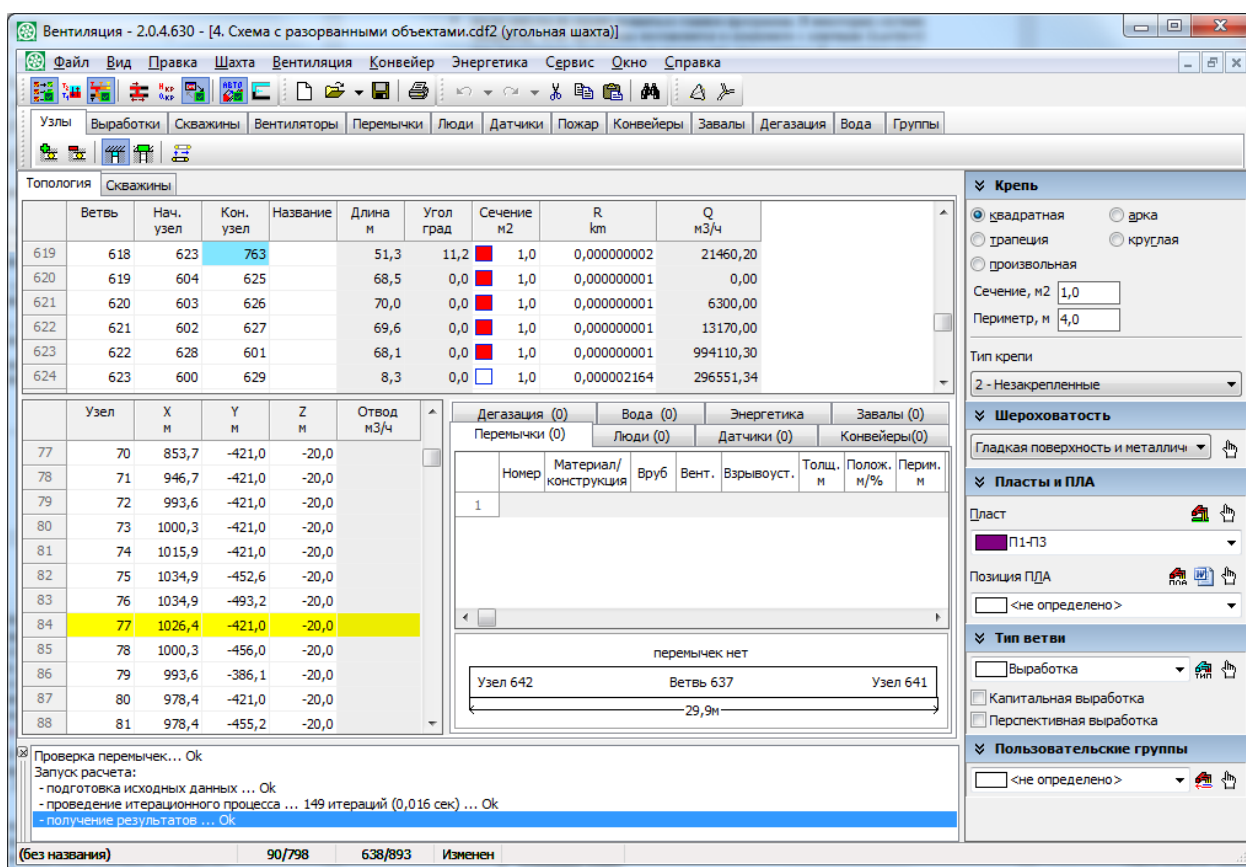 Вентиляция - 2.0.4.630 - [4. Схема с разорванными объектами.cdf2 (угольная шахта)]
Файл Вид Правка Шахта Вентиляция Конвейер Энергетика Сервис Окно Справка
Узлы Выработки Скважины Вентиляторы Перемычки Люди Датчики Пожар Конвейеры Завалы Дегазация Вода Группы
Топология Скважины
Ветвь Нач. узел Кон. узел Название Длина м Угол град Сечение м2 R km Q м3/ч
619 618 623 763 51,3 11,2 1,0 0,000000002 21460,20
620 619 604 625 68,5 0,0 1,0 0,000000001 0,00
621 620 603 626 70,0 0,0 1,0 0,000000001 6300,00
622 621 602 627 69,6 0,0 1,0 0,000000001 13170,00
623 622 628 601 68,1 0,0 1,0 0,000000001 994110,30
624 623 600 629 8,3 0,0 1,0 0,000002164 296551,34
Узел X м Y м Z м Отвод м3/ч
77 70 853,7 -421,0 -20,0
78 71 946,7 -421,0 -20,0
79 72 993,6 -421,0 -20,0
80 73 1000,3 -421,0 -20,0
81 74 1015,9 -421,0 -20,0
82 75 1034,9 -452,6 -20,0
83 76 1034,9 -493,2 -20,0
84 77 1026,4 -421,0 -20,0
85 78 1000,3 -456,0 -20,0
86 79 993,6 -386,1 -20,0
87 80 978,4 -421,0 -20,0
88 81 978,4 -455,2 -20,0
Дегазация (0) Вода (0) Энергетика Завалы (0)
Перемычки (0) Люди (0) Датчики (0) Конвейеры(0)
Номер Материал/ конструкция Вруб Вент. Взрывоуст. Толщ. м Полож. м/% Перим. м
1
перемычек нет
Узел 642 Ветвь 637 Узел 641
29,9м
Крепь
квадратная арка
трапеция круглая
произвольная
Сечение, м2 1,0
Периметр, м 4,0
Тип крепи
2 - Незакрепленные
Шероховатость
Гладкая поверхность и металличе
Пласты и ПЛА
Пласт
П1-П3
Позиция ПЛА
<не определено>
Тип ветви
Выработка
Капитальная выработка
Перспективная выработка
Пользовательские группы
<не определено>
Проверка перемычек... Ok
Запуск расчета:
- подготовка исходных данных ... Ok
- проведение итерационного процесса ... 149 итераций (0,016 сек) ... Ok
- получение результатов ... Ok
(без названия) 90/798 638/893 Изменен